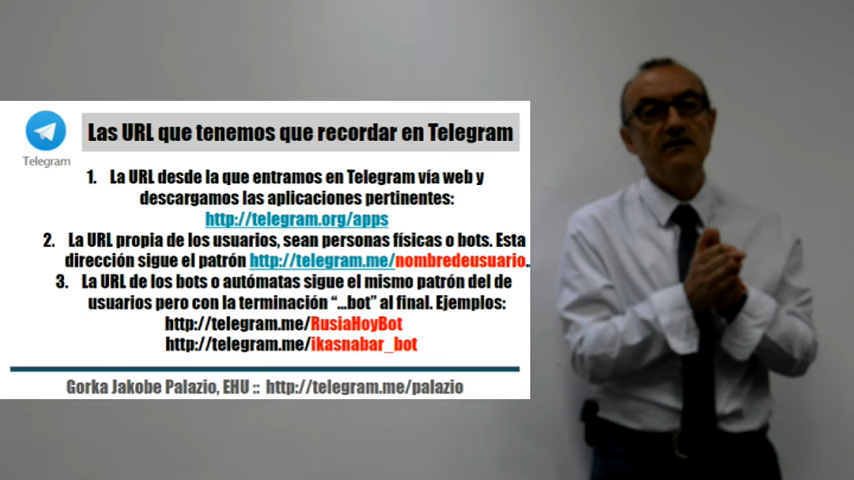 Las URL que tenemos que recordar en Telegram
Telegram
1. La URL desde la que entramos en Telegram vía web y
descargamos las aplicaciones pertinentes:
http://telegram.org/apps
2. La URL propia de los usuarios, sean personas físicas o bots. Esta
dirección sigue el patrón http://telegram.me/nombredeusuario.
3. La URL de los bots o autómatas sigue el mismo patrón del de
usuarios pero con la terminación “...bot” al final. Ejemplos:
http://telegram.me/RusiaHoyBot
http://telegram.me/ikasnabar_bot
Gorka Jakobe Palazio, EHU :: http://telegram.me/palazio